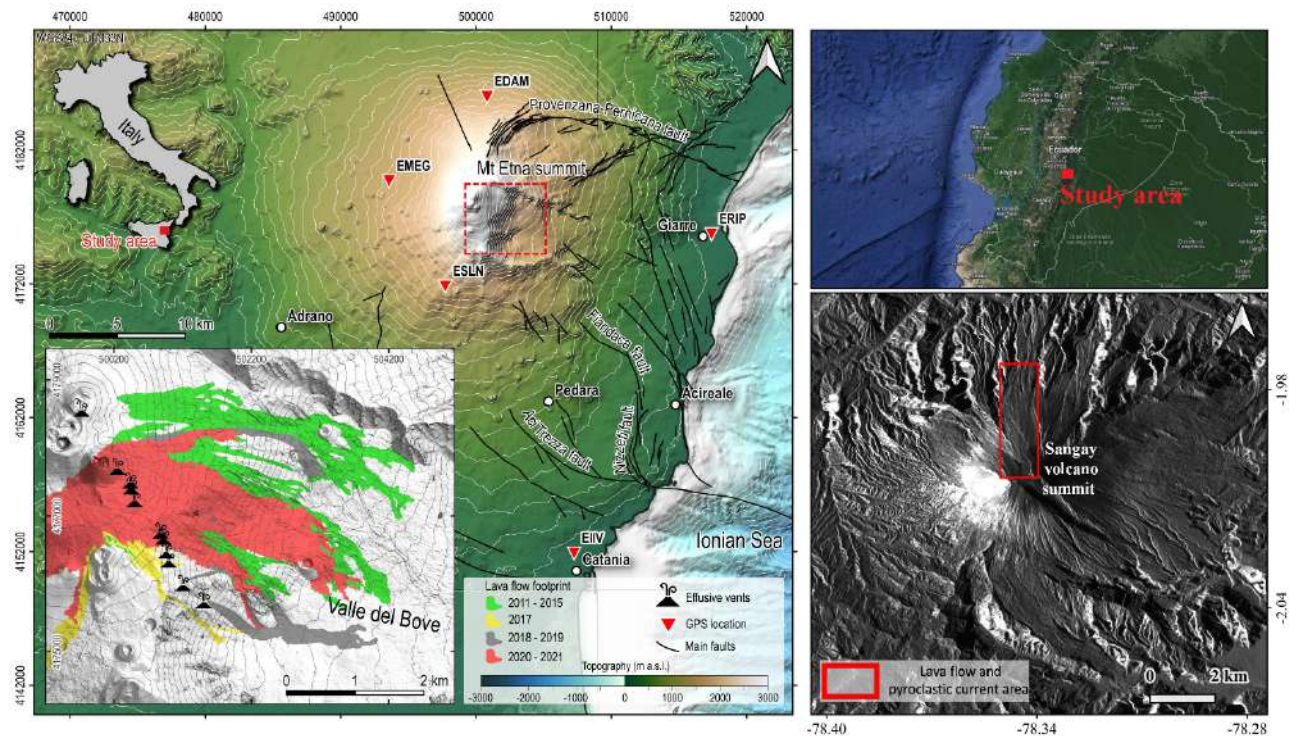 470000 480000 490000 500000 510000 520000
Italy
Study area
EDAM
Provenzana-Pernicana fault
EMEG
Mt Etna summit
Giarre
ERIP
ESLN
Adrano
Fiandaca fault
Pedara
Acireale
Aci Trezza fault
Nizzeti fault
EIIV
Catania
Ionian Sea
4182000
4172000
4162000
4152000
4142000
0 5 10 km
500200 502200 504200
Valle del Bove
0 1 2 km
Lava flow footprint
2011 - 2015
2017
2018 - 2019
2020 - 2021
Effusive vents
GPS location
Main faults
Topography (m a.s.l.)
-3000 -2000 -1000 0 1000 2000 3000
Ecuador
Study area
Sangay
volcano
summit
Lava flow and
pyroclastic current area
0 2 km
-1.98
-2.04
-78.40 -78.34 -78.28